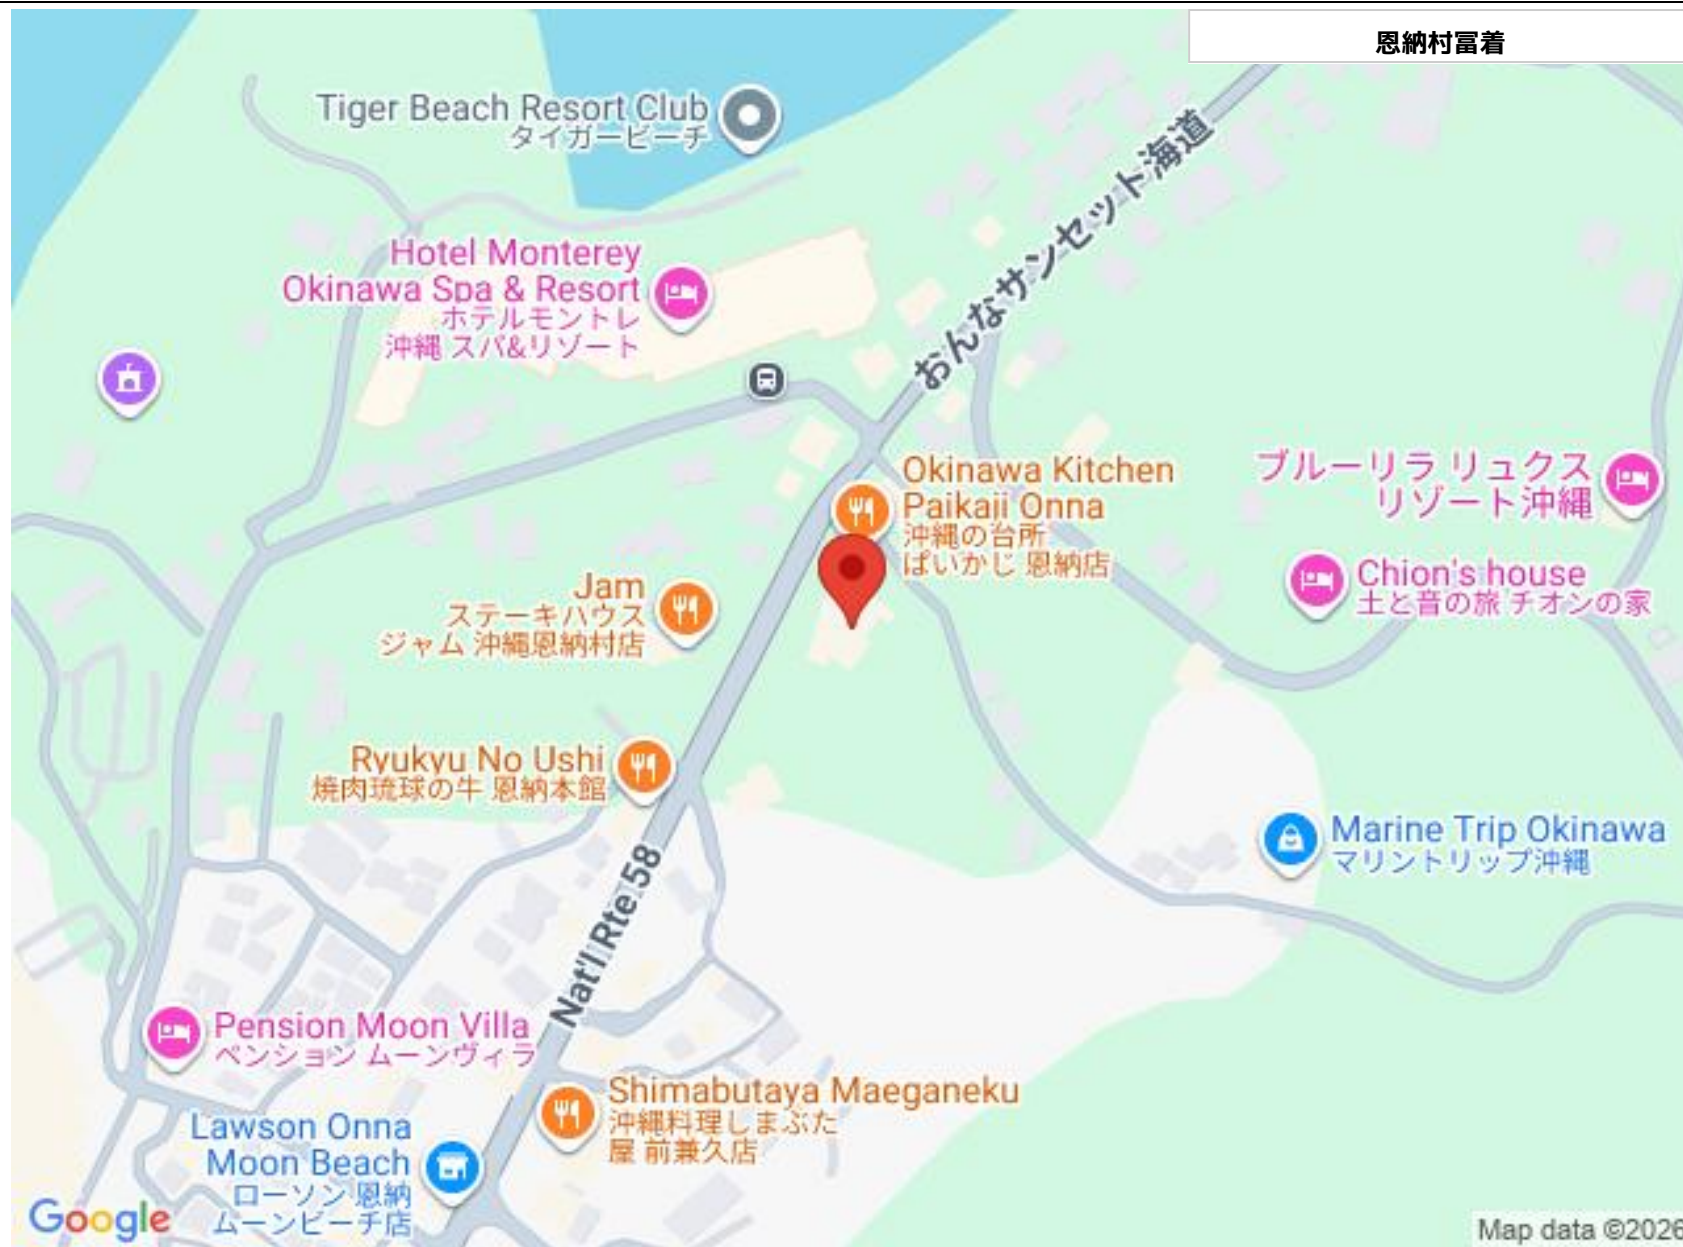 恩納村冨着
Tiger Beach Resort Club
タイガービーチ
おんなサンセット海道
Hotel Monterey
Okinawa Spa & Resort
ホテルモントレ
沖縄 スパ&リゾート
Okinawa Kitchen
Paikaji Onna
沖縄の台所
ぱいかじ 恩納店
ブルーリラ リュクス
リゾート沖縄
Chion's house
土と音の旅 チオンの家
Jam
ステーキハウス
ジャム 沖縄恩納村店
Ryukyu No Ushi
焼肉琉球の牛 恩納本館
Marine Trip Okinawa
マリントリップ沖縄
Nat'l Rte 58
Pension Moon Villa
ペンション ムーンヴィラ
Shimabutaya Maeganeku
沖縄料理しまぶた
屋 前兼久店
Lawson Onna
Moon Beach
ローソン 恩納
ムーンビーチ店
Google
Map data ©2026